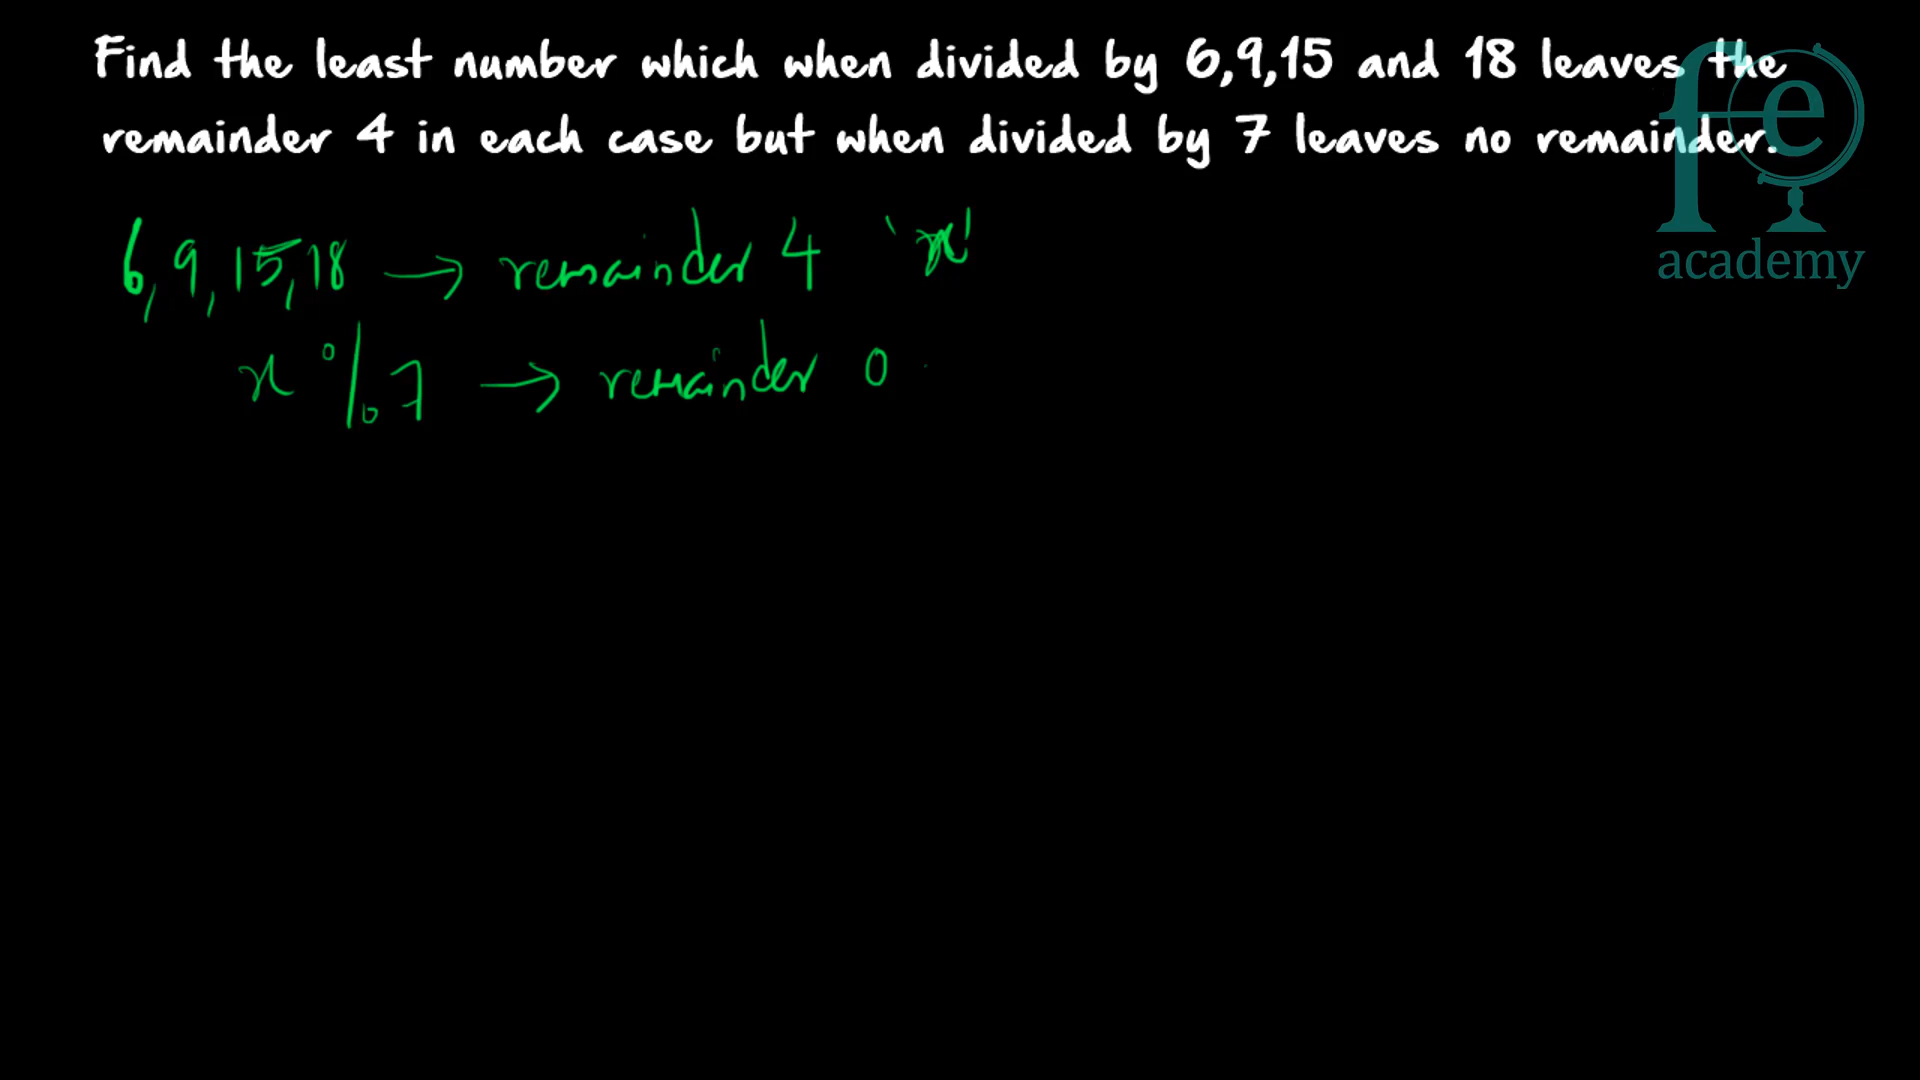 Find the least number which when divided by 6,9,15 and 18 leaves the
remainder 4 in each case but when divided by 7 leaves no remainder.
fe
academy
6, 9, 15, 18 → remainder 4 'x'
x % 7 → remainder 0